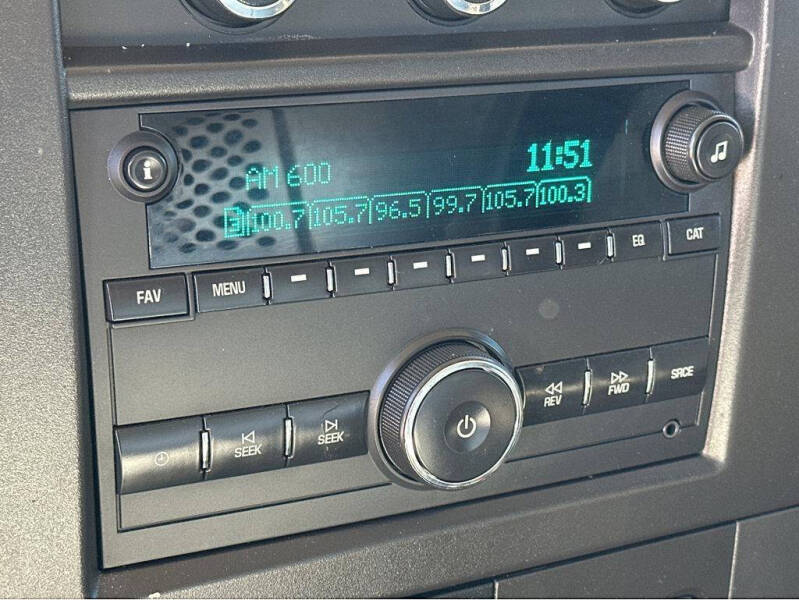 i
AM 600 11:51
3 100.7 105.7 96.5 99.7 105.7 100.3
FAV MENU EQ CAT
SEEK SEEK REV FWD SRCE